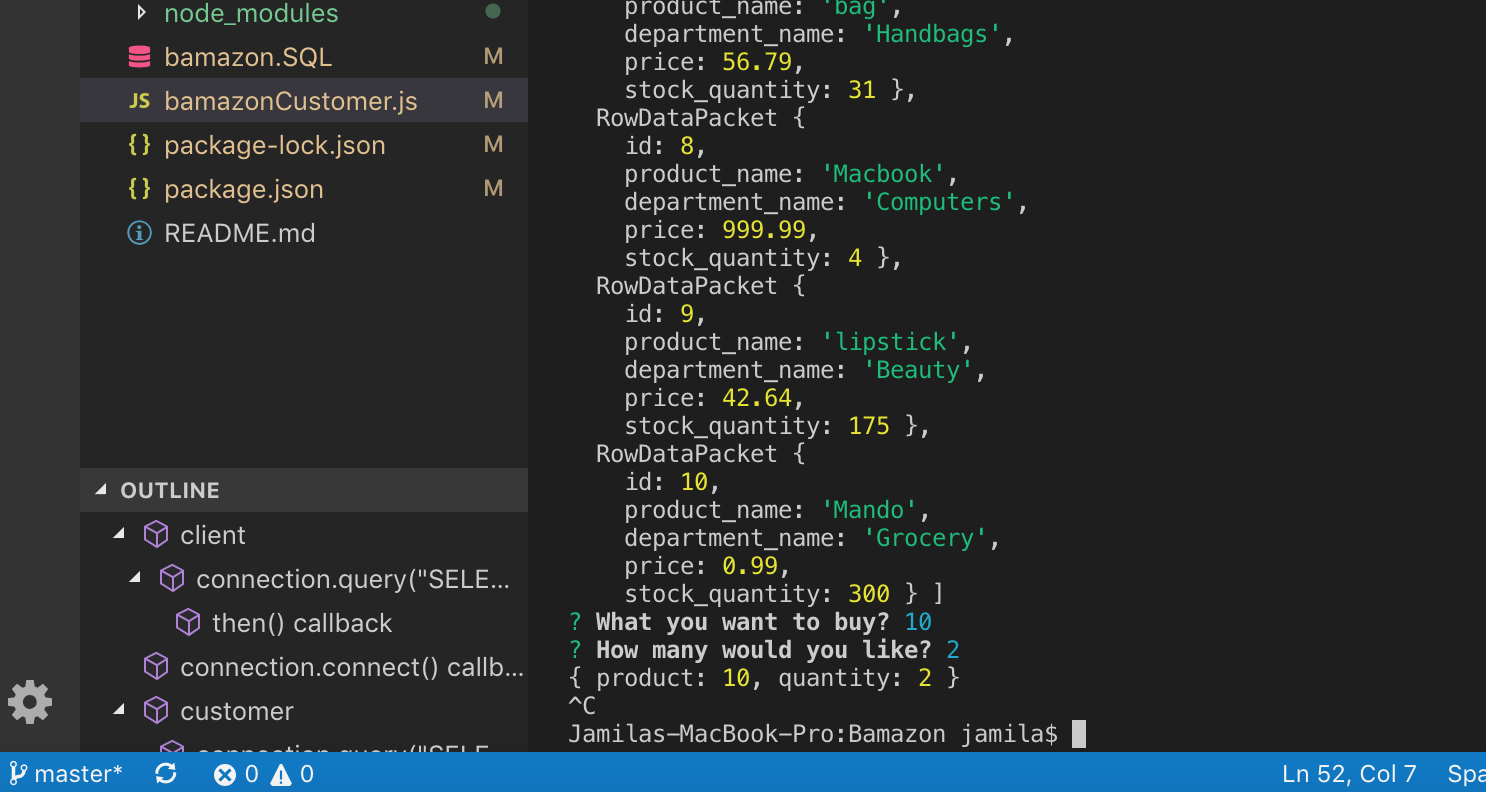 node_modules
bamazon.SQL M
JS bamazonCustomer.js M
{} package-lock.json M
{} package.json M
README.md
OUTLINE
client
connection.query("SELE...
then() callback
connection.connect() callb...
customer
connection.query("SELE
product_name: 'bag',
department_name: 'Handbags',
price: 56.79,
stock_quantity: 31 },
RowDataPacket {
id: 8,
product_name: 'Macbook',
department_name: 'Computers',
price: 999.99,
stock_quantity: 4 },
RowDataPacket {
id: 9,
product_name: 'lipstick',
department_name: 'Beauty',
price: 42.64,
stock_quantity: 175 },
RowDataPacket {
id: 10,
product_name: 'Mando',
department_name: 'Grocery',
price: 0.99,
stock_quantity: 300 } ]
? What you want to buy? 10
? How many would you like? 2
{ product: 10, quantity: 2 }
^C
Jamilas-MacBook-Pro:Bamazon jamila$
master* 0 0 Ln 52, Col 7 Spa